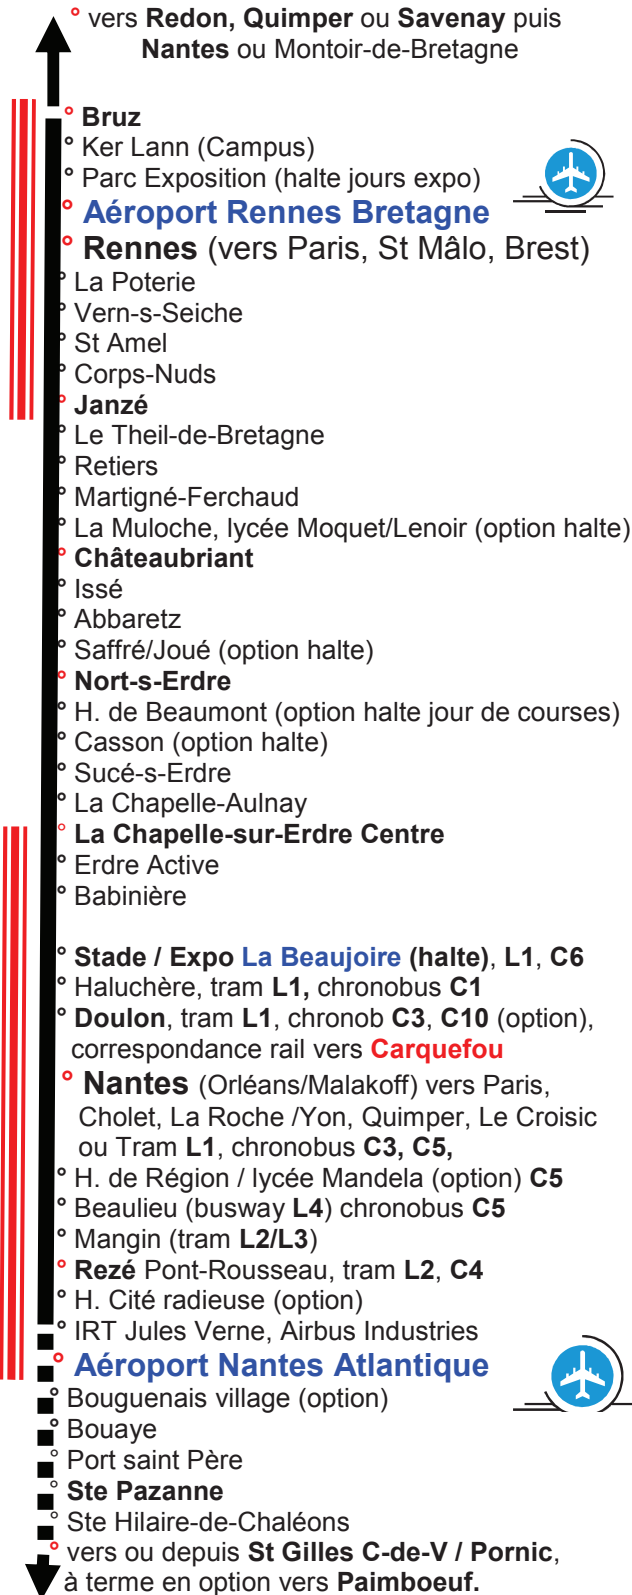 ° vers Redon, Quimper ou Savenay puis
Nantes ou Montoir-de-Bretagne
° Bruz
° Ker Lann (Campus)
° Parc Exposition (halte jours expo)
° Aéroport Rennes Bretagne
° Rennes (vers Paris, St Mâlo, Brest)
° La Poterie
° Vern-s-Seiche
° St Amel
° Corps-Nuds
° Janzé
° Le Theil-de-Bretagne
° Retiers
° Martigné-Ferchaud
° La Muloche, lycée Moquet/Lenoir (option halte)
° Châteaubriant
° Issé
° Abbaretz
° Saffré/Joué (option halte)
° Nort-s-Erdre
° H. de Beaumont (option halte jour de courses)
° Casson (option halte)
° Sucé-s-Erdre
° La Chapelle-Aulnay
° La Chapelle-sur-Erdre Centre
° Erdre Active
° Babinière
° Stade / Expo La Beaujoire (halte), L1, C6
° Haluchère, tram L1, chronobus C1
° Doulon, tram L1, chronob C3, C10 (option),
correspondance rail vers Carquefou
° Nantes (Orléans/Malakoff) vers Paris,
Cholet, La Roche /Yon, Quimper, Le Croisic
ou Tram L1, chronobus C3, C5,
° H. de Région / lycée Mandela (option) C5
° Beaulieu (busway L4) chronobus C5
° Mangin (tram L2/L3)
° Rezé Pont-Rousseau, tram L2, C4
° H. Cité radieuse (option)
° IRT Jules Verne, Airbus Industries
° Aéroport Nantes Atlantique
° Bouguenais village (option)
° Bouaye
° Port saint Père
° Ste Pazanne
° Ste Hilaire-de-Chaléons
° vers ou depuis St Gilles C-de-V / Pornic,
à terme en option vers Paimboeuf.